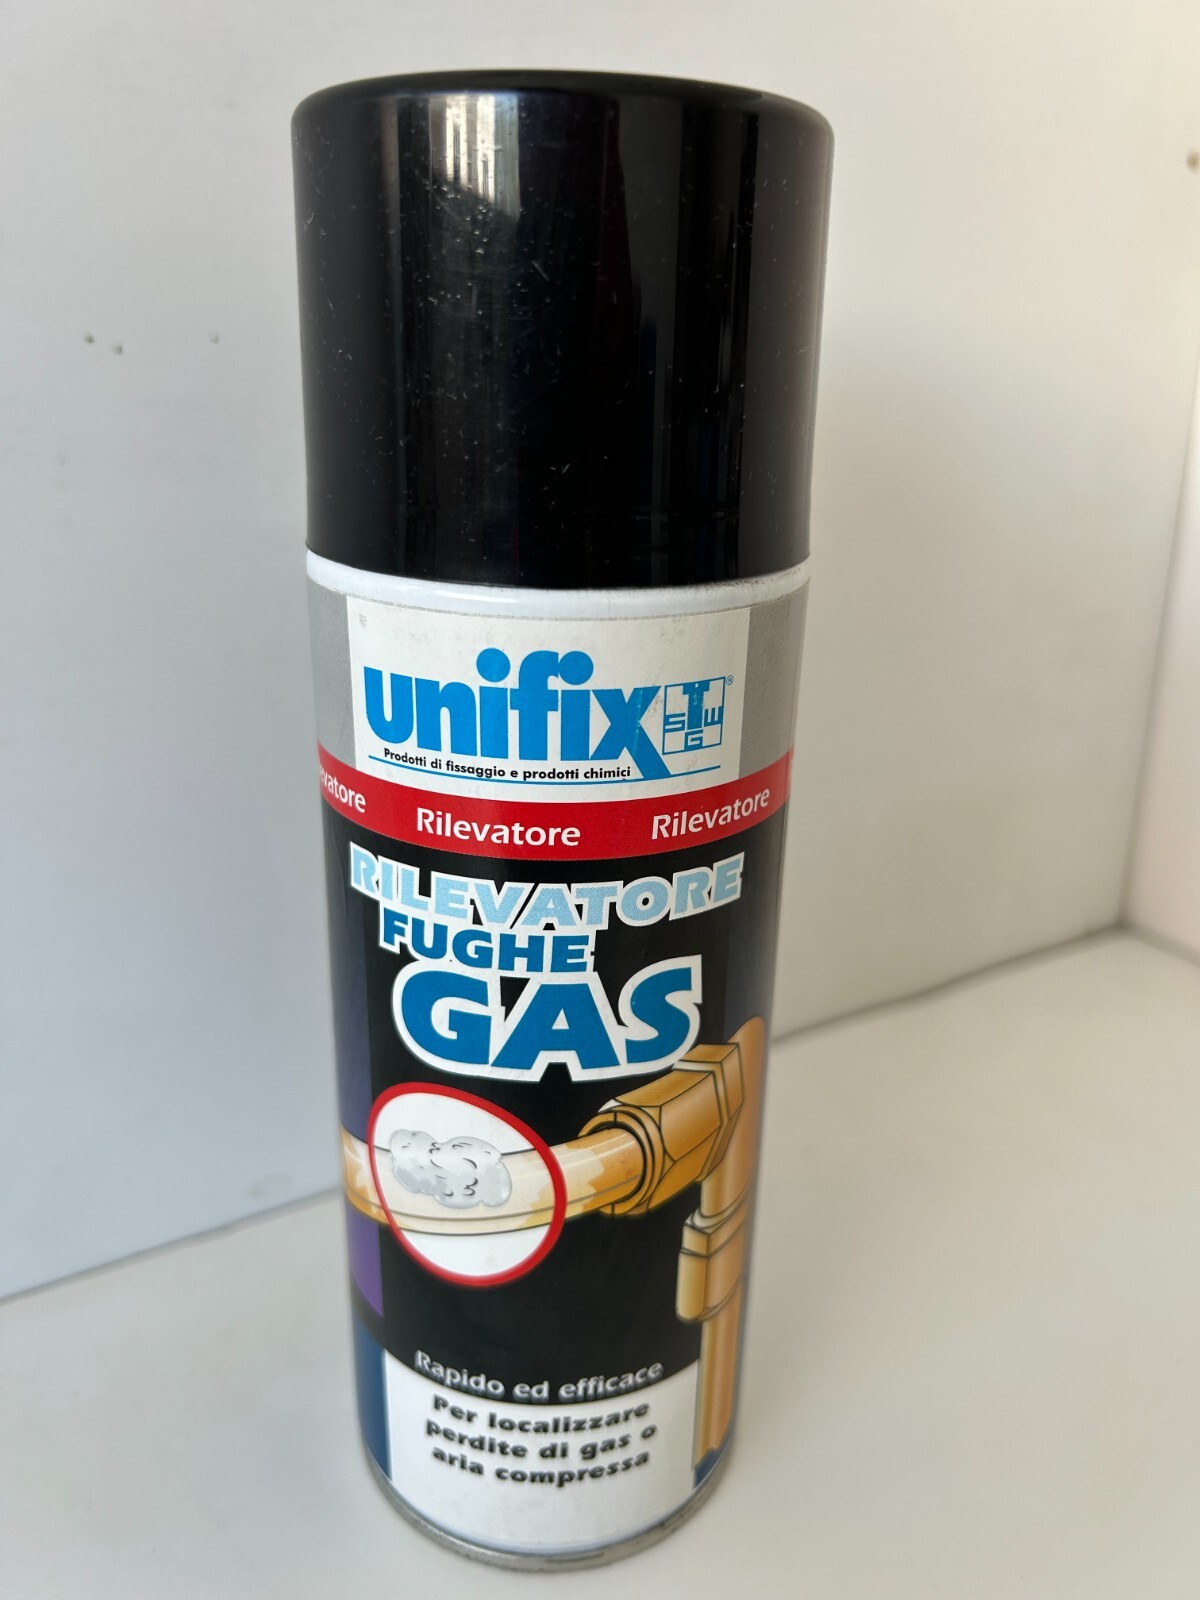 unifix
®
S T W
G
Prodotti di fissaggio e prodotti chimici
Rilevatore Rilevatore
RILEVATORE
FUGHE
GAS
Rapido ed efficace
Per localizzare
perdite di gas o
aria compressa